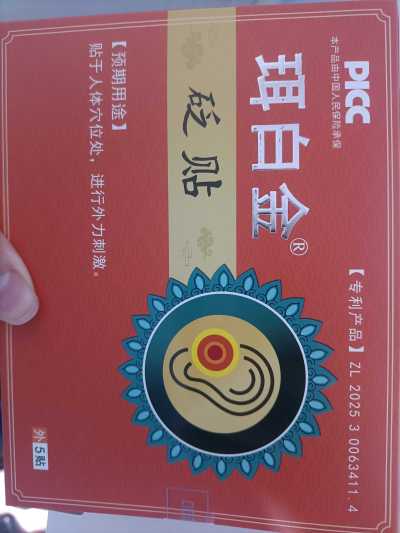 PICC
本产品由中国人民保险承保
珥白金®
砭贴
【预期用途】
贴于人体穴位处，进行外力刺激。
【专利产品】ZL 2025 3 0063411.4
外5贴